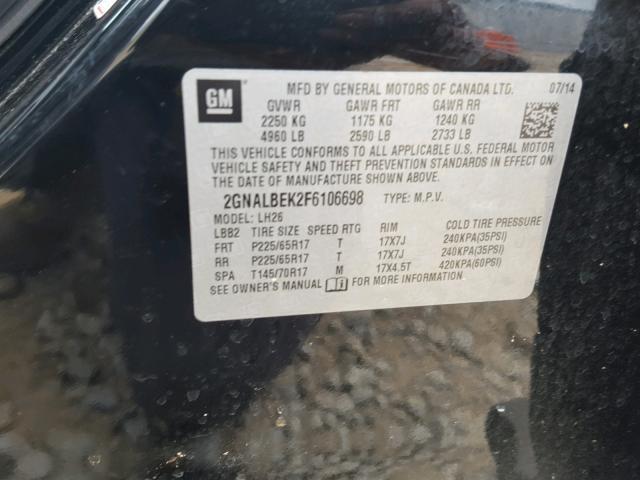 GM
MFD BY GENERAL MOTORS OF CANADA LTD. 07/14
GVWR GAWR FRT GAWR RR
2250 KG 1175 KG 1240 KG
4960 LB 2590 LB 2733 LB
THIS VEHICLE CONFORMS TO ALL APPLICABLE U.S. FEDERAL MOTOR
VEHICLE SAFETY AND THEFT PREVENTION STANDARDS IN EFFECT ON
THE DATE OF MANUFACTURE SHOWN ABOVE.
2GNALBEK2F6106698 TYPE: M.P.V.
MODEL: LH26
LBB2 TIRE SIZE SPEED RTG RIM COLD TIRE PRESSURE
FRT P225/65R17 T 17X7J 240KPA(35PSI)
RR P225/65R17 T 17X7J 240KPA(35PSI)
SPA T145/70R17 M 17X4.5T 420KPA(60PSI)
SEE OWNER'S MANUAL FOR MORE INFORMATION.